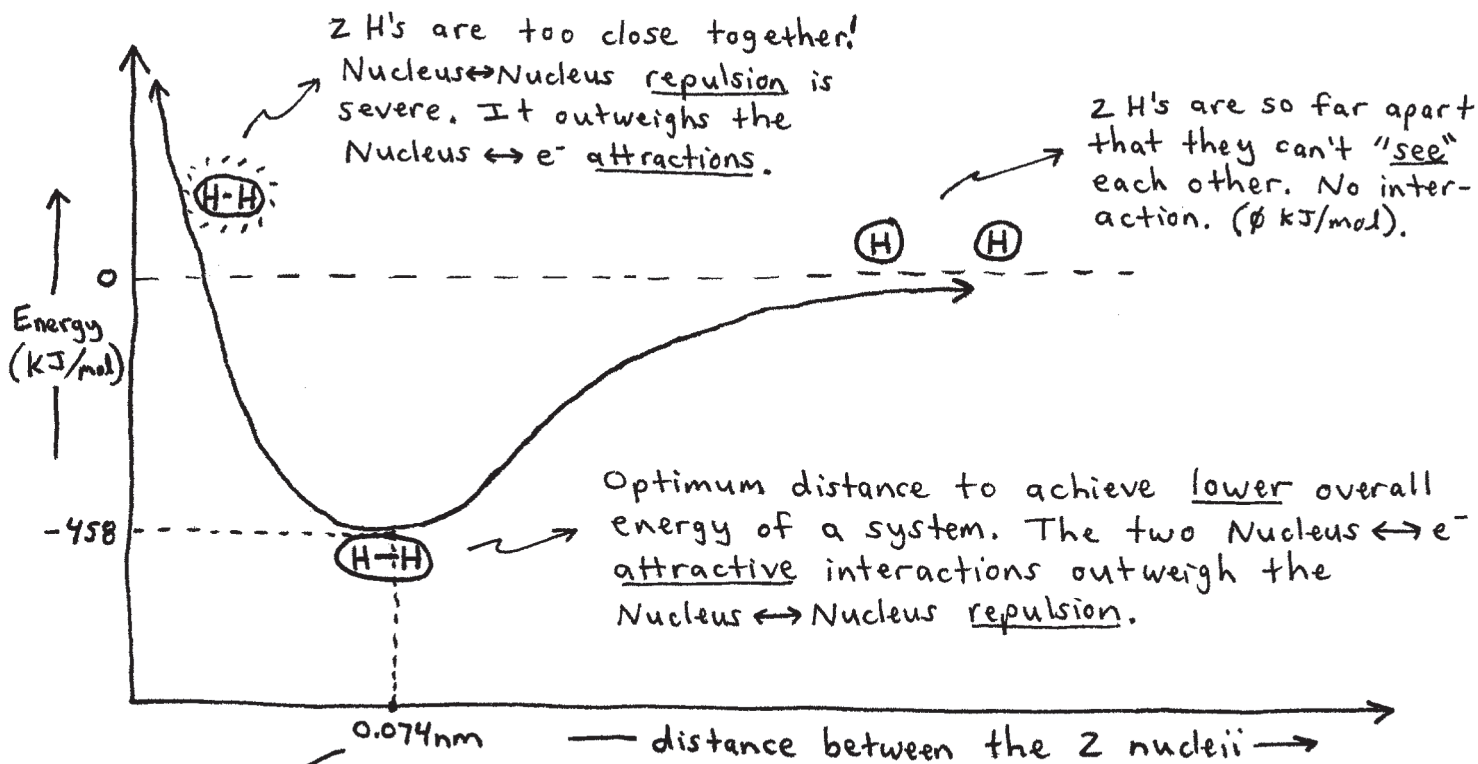 2 H's are too close together!
Nucleus↔Nucleus repulsion is
severe. It outweighs the
Nucleus ↔ e⁻ attractions.
2 H's are so far apart
that they can't "see"
each other. No inter-
action. (∅ kJ/mol).
H-H
H H
0
Energy
(kJ/mol)
-458
H-H
Optimum distance to achieve lower overall
energy of a system. The two Nucleus ↔ e⁻
attractive interactions outweigh the
Nucleus ↔ Nucleus repulsion.
0.074nm
distance between the 2 nucleii